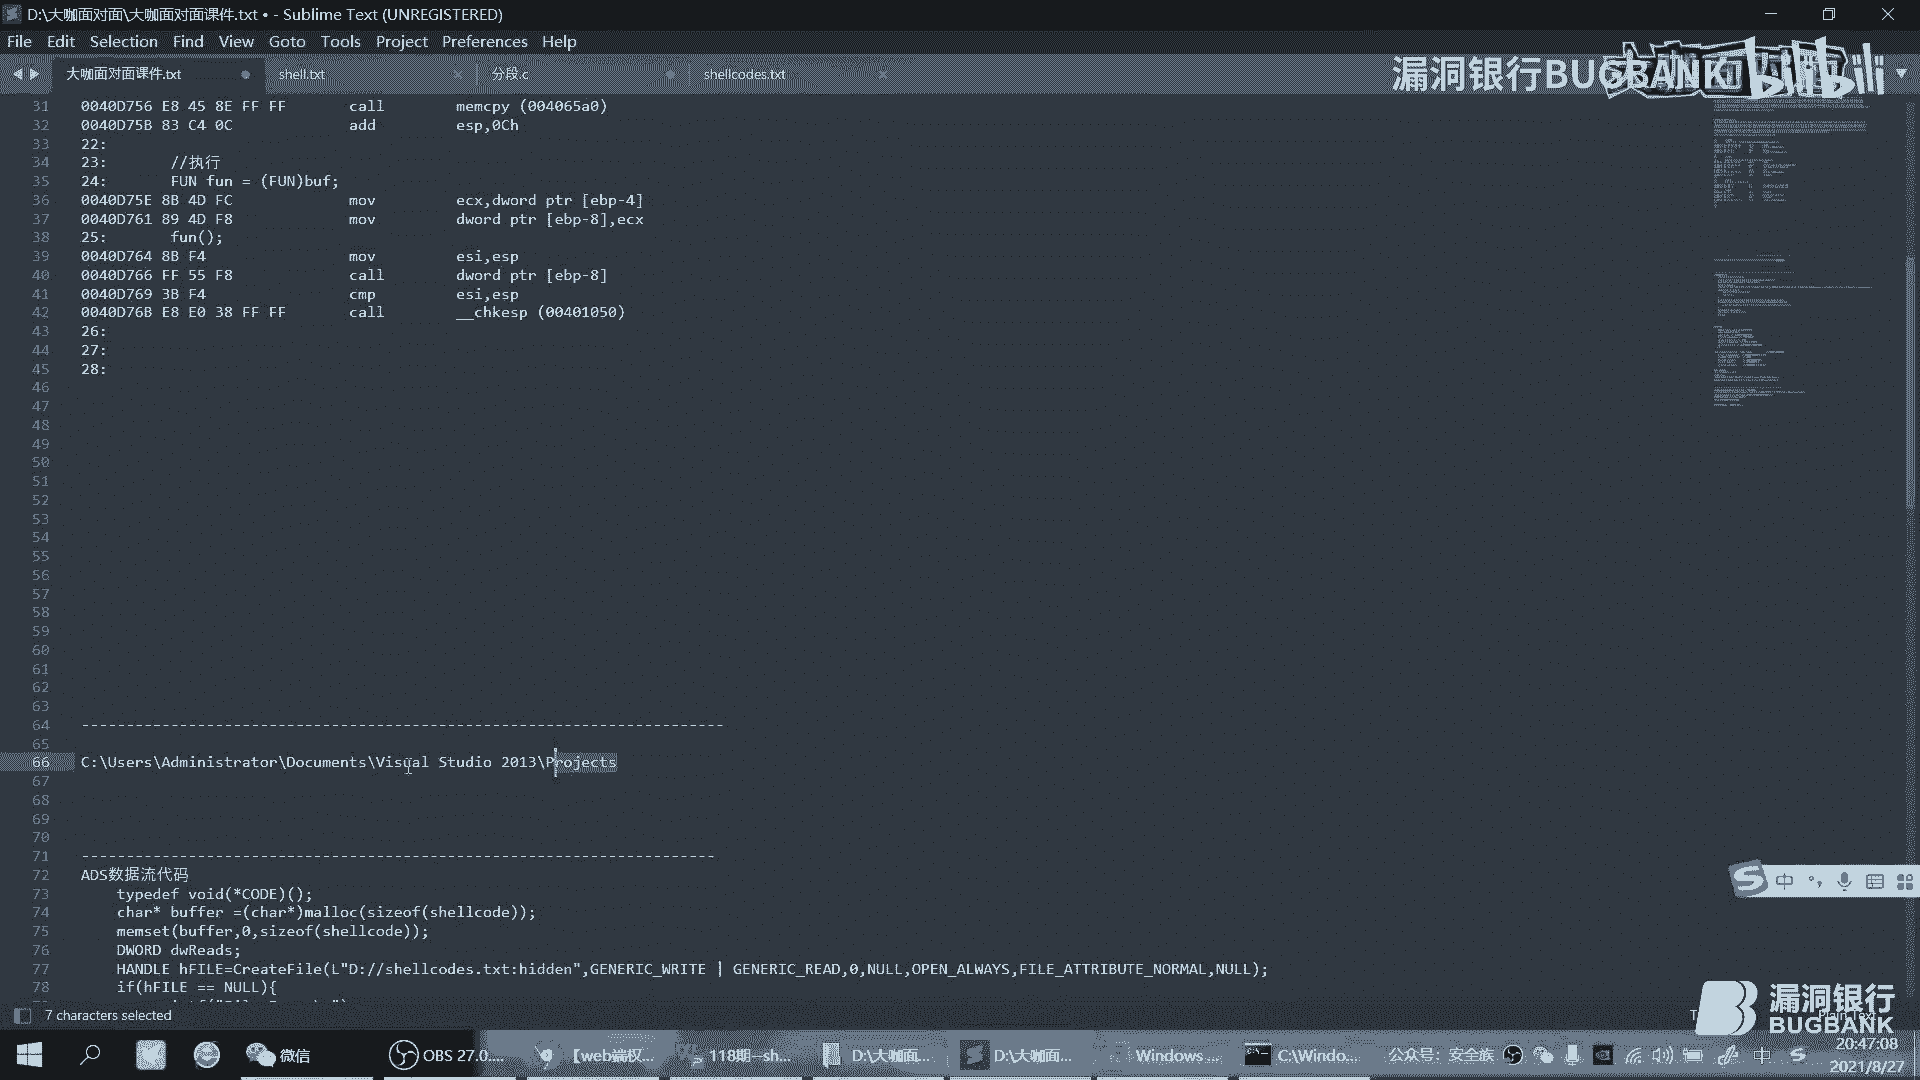 D:\大咖面对面\大咖面对面课件.txt • - Sublime Text (UNREGISTERED)
File Edit Selection Find View Goto Tools Project Preferences Help
大咖面对面课件.txt shell.txt 分段.c shellcodes.txt
漏洞银行BUGBANK
bilibili
31 0040D756 E8 45 8E FF FF call memcpy (004065a0)
32 0040D75B 83 C4 0C add esp,0Ch
33 22:
34 23: //执行
35 24: FUN fun = (FUN)buf;
36 0040D75E 8B 4D FC mov ecx,dword ptr [ebp-4]
37 0040D761 89 4D F8 mov dword ptr [ebp-8],ecx
38 25: fun();
39 0040D764 8B F4 mov esi,esp
40 0040D766 FF 55 F8 call dword ptr [ebp-8]
41 0040D769 3B F4 cmp esi,esp
42 0040D76B E8 E0 38 FF FF call __chkesp (00401050)
43 26:
44 27:
45 28:
46
47
48
49
50
51
52
53
54
55
56
57
58
59
60
61
62
63
64 ------------------------------------------------------------------------
65
66 C:\Users\Administrator\Documents\Visual Studio 2013\Projects
67
68
69
70
71 -----------------------------------------------------------------------
72 ADS数据流代码
73 typedef void(*CODE)();
74 char* buffer =(char*)malloc(sizeof(shellcode));
75 memset(buffer,0,sizeof(shellcode));
76 DWORD dwReads;
77 HANDLE hFILE=CreateFile(L"D://shellcodes.txt:hidden",GENERIC_WRITE | GENERIC_READ,0,NULL,OPEN_ALWAYS,FILE_ATTRIBUTE_NORMAL,NULL);
78 if(hFILE == NULL){
中
7 characters selected
漏洞银行
BUGBANK
微信 OBS 27.0.... 【web端权... 118期--sh... D:\大咖面... D:\大咖面... Windows ... C:\Windo... 公众号：安全族 中
20:47:08
2021/8/27